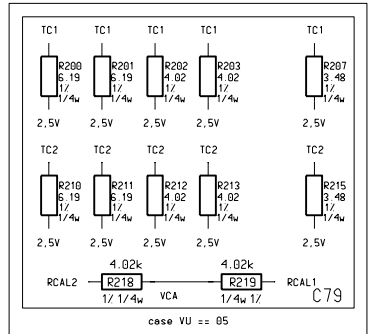 TC1 TC1 TC1 TC1 TC1
R200 R201 R202 R203 R207
6.19 6.19 4.02 4.02 3.48
1% 1% 1% 1% 1%
1/4w 1/4w 1/4w 1/4w 1/4w
2,5V 2,5V 2,5V 2,5V 2,5V
TC2 TC2 TC2 TC2 TC2
R210 R211 R212 R213 R215
6.19 6.19 4.02 4.02 3.48
1% 1% 1% 1% 1%
1/4w 1/4w 1/4w 1/4w 1/4w
2,5V 2,5V 2,5V 2,5V 2,5V
4.02k 4.02k
RCAL2 R218 R219 RCAL1
1% 1/4w VCA 1/4w 1% C79
case VU == 05